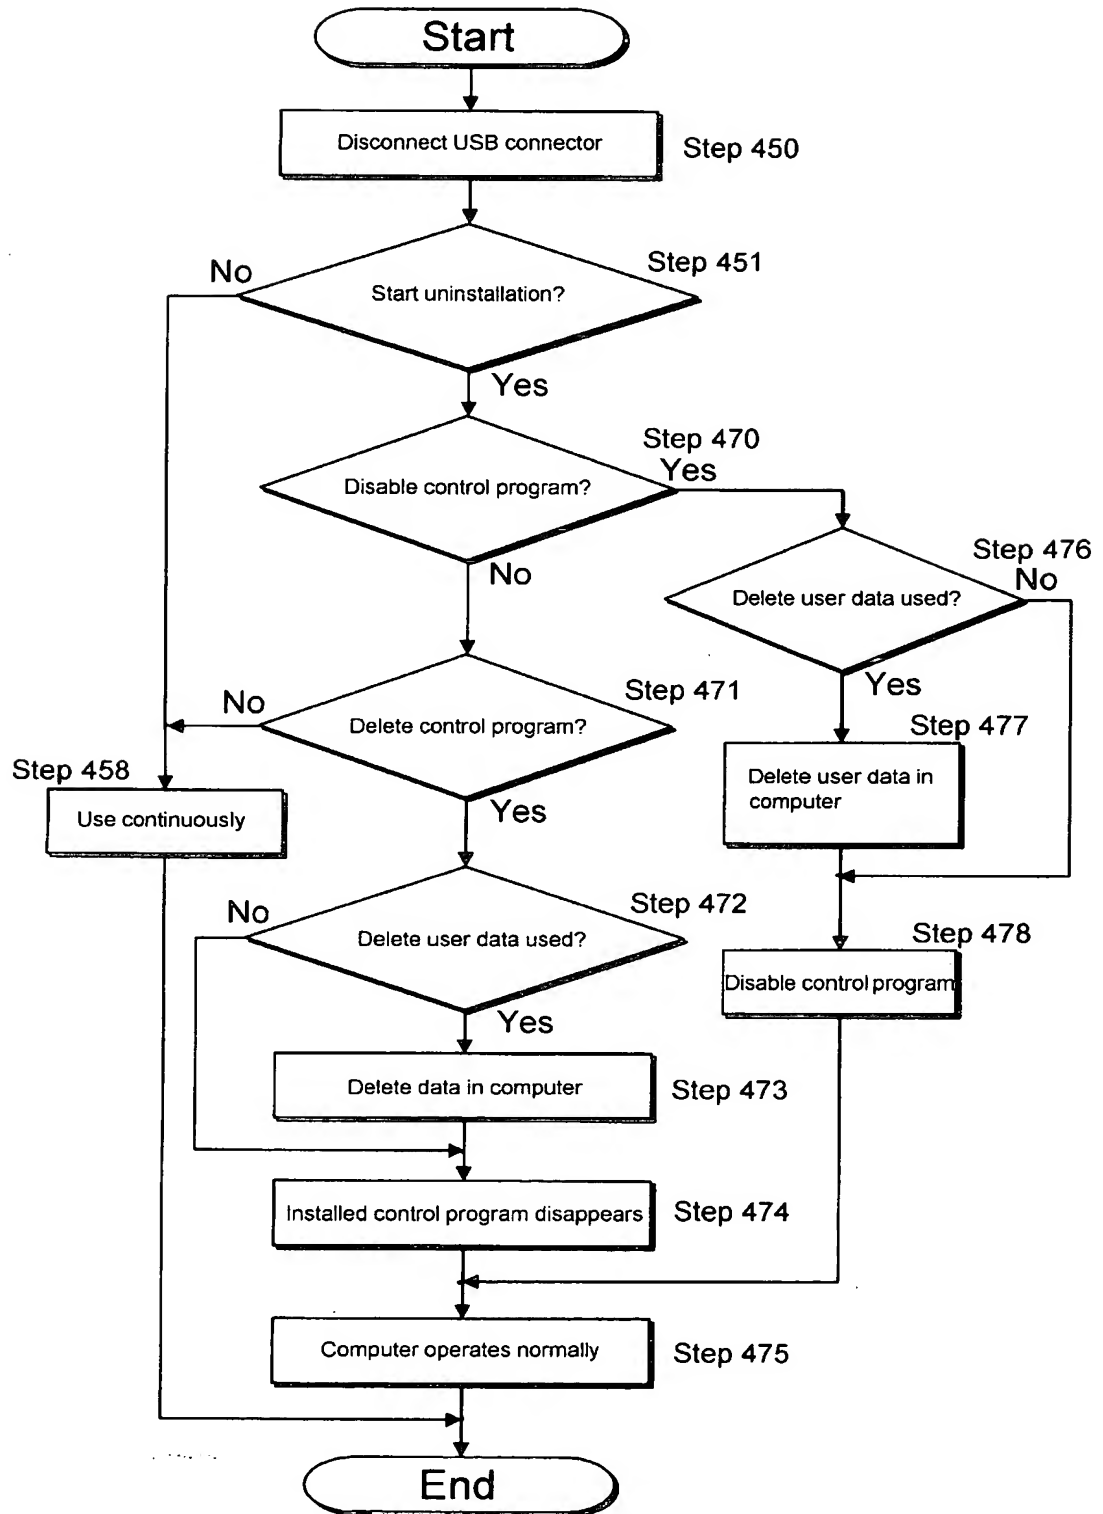 Start
Disconnect USB connector
Step 450
Step 451
No
Start uninstallation?
Yes
Step 470
Yes
Disable control program?
No
Step 476
No
Delete user data used?
Yes
Step 471
No
Delete control program?
Yes
Step 477
Delete user data in
computer
Step 458
Use continuously
Step 472
No
Delete user data used?
Yes
Step 478
Disable control program
Delete data in computer
Step 473
Installed control program disappears
Step 474
Computer operates normally
Step 475
End